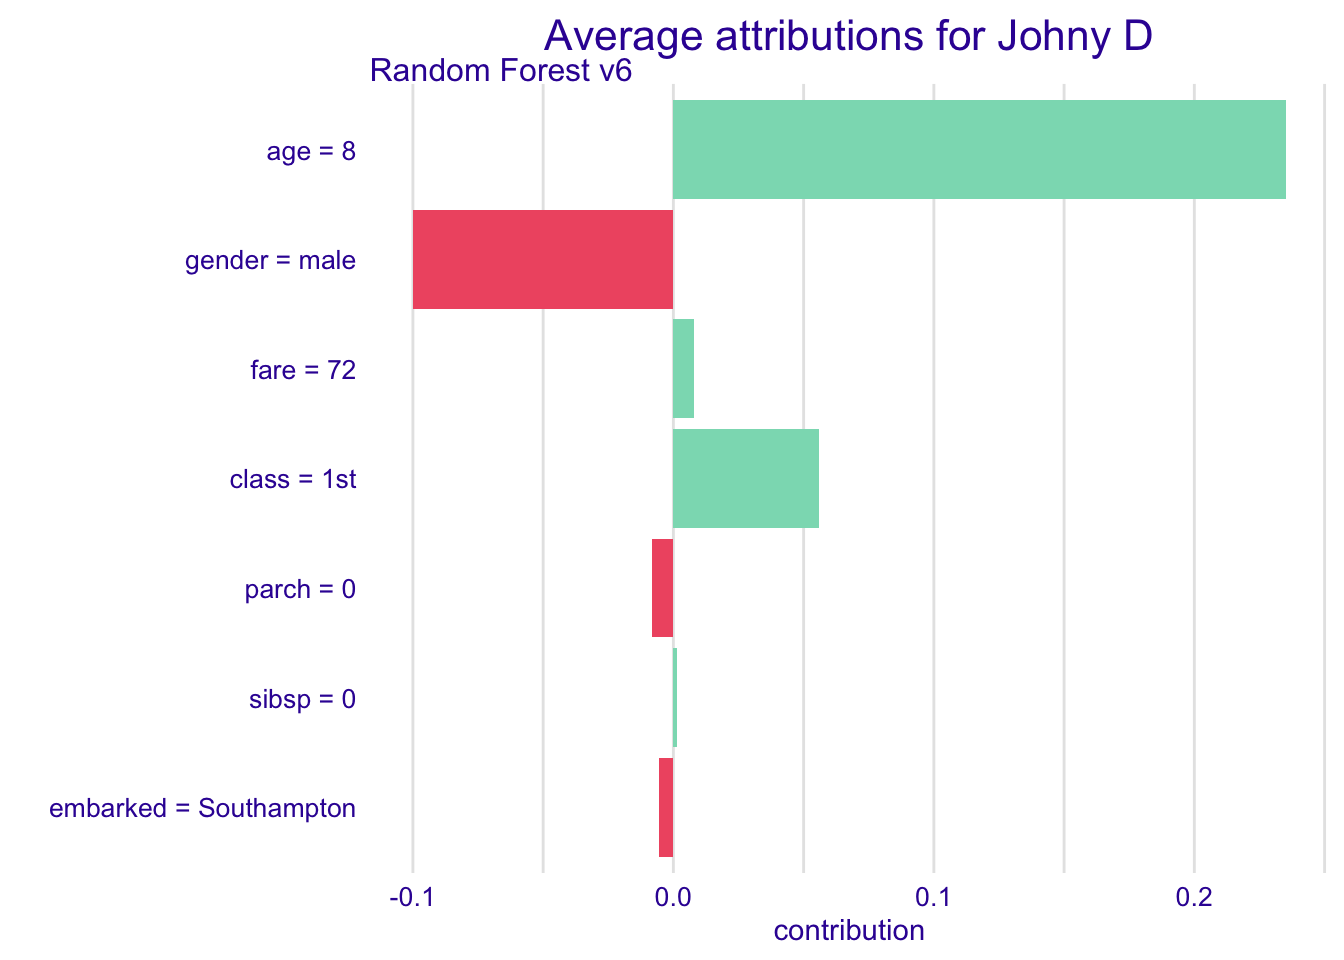 Average attributions for Johny D
Random Forest v6
age = 8
gender = male
fare = 72
class = 1st
parch = 0
sibsp = 0
embarked = Southampton
-0.1 0.0 0.1 0.2
contribution